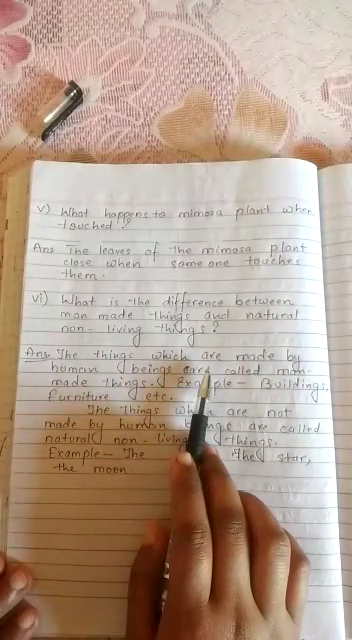 v) What happens to mimosa plant when
touched ?
Ans The leaves of the mimosa plant
close when someone touches
them.
vi) What is the difference between
man made things and natural
non-living things?
Ans The things which are made by
human beings are called man-
made things. Example - Buildings,
furniture etc.
The things are not
made by human beings are called
natural non-living things.
Example - The The star,
the moon.